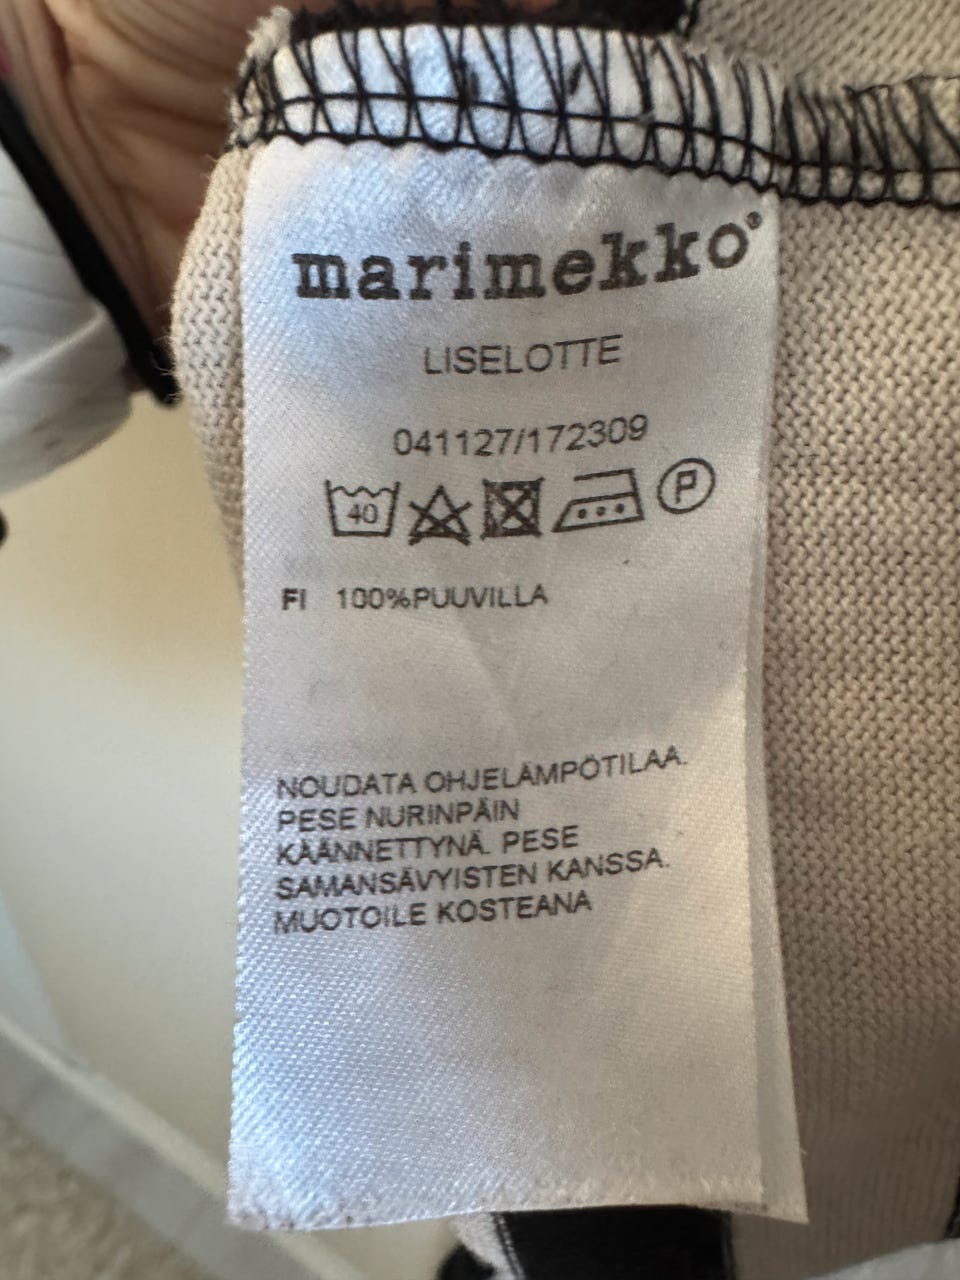 marimekko®
LISELOTTE
041127/172309
40 P
FI 100%PUUVILLA
NOUDATA OHJELÄMPÖTILAA.
PESE NURINPÄIN
KÄÄNNETTYNÄ. PESE
SAMANSÄVYISTEN KANSSA.
MUOTOILE KOSTEANA